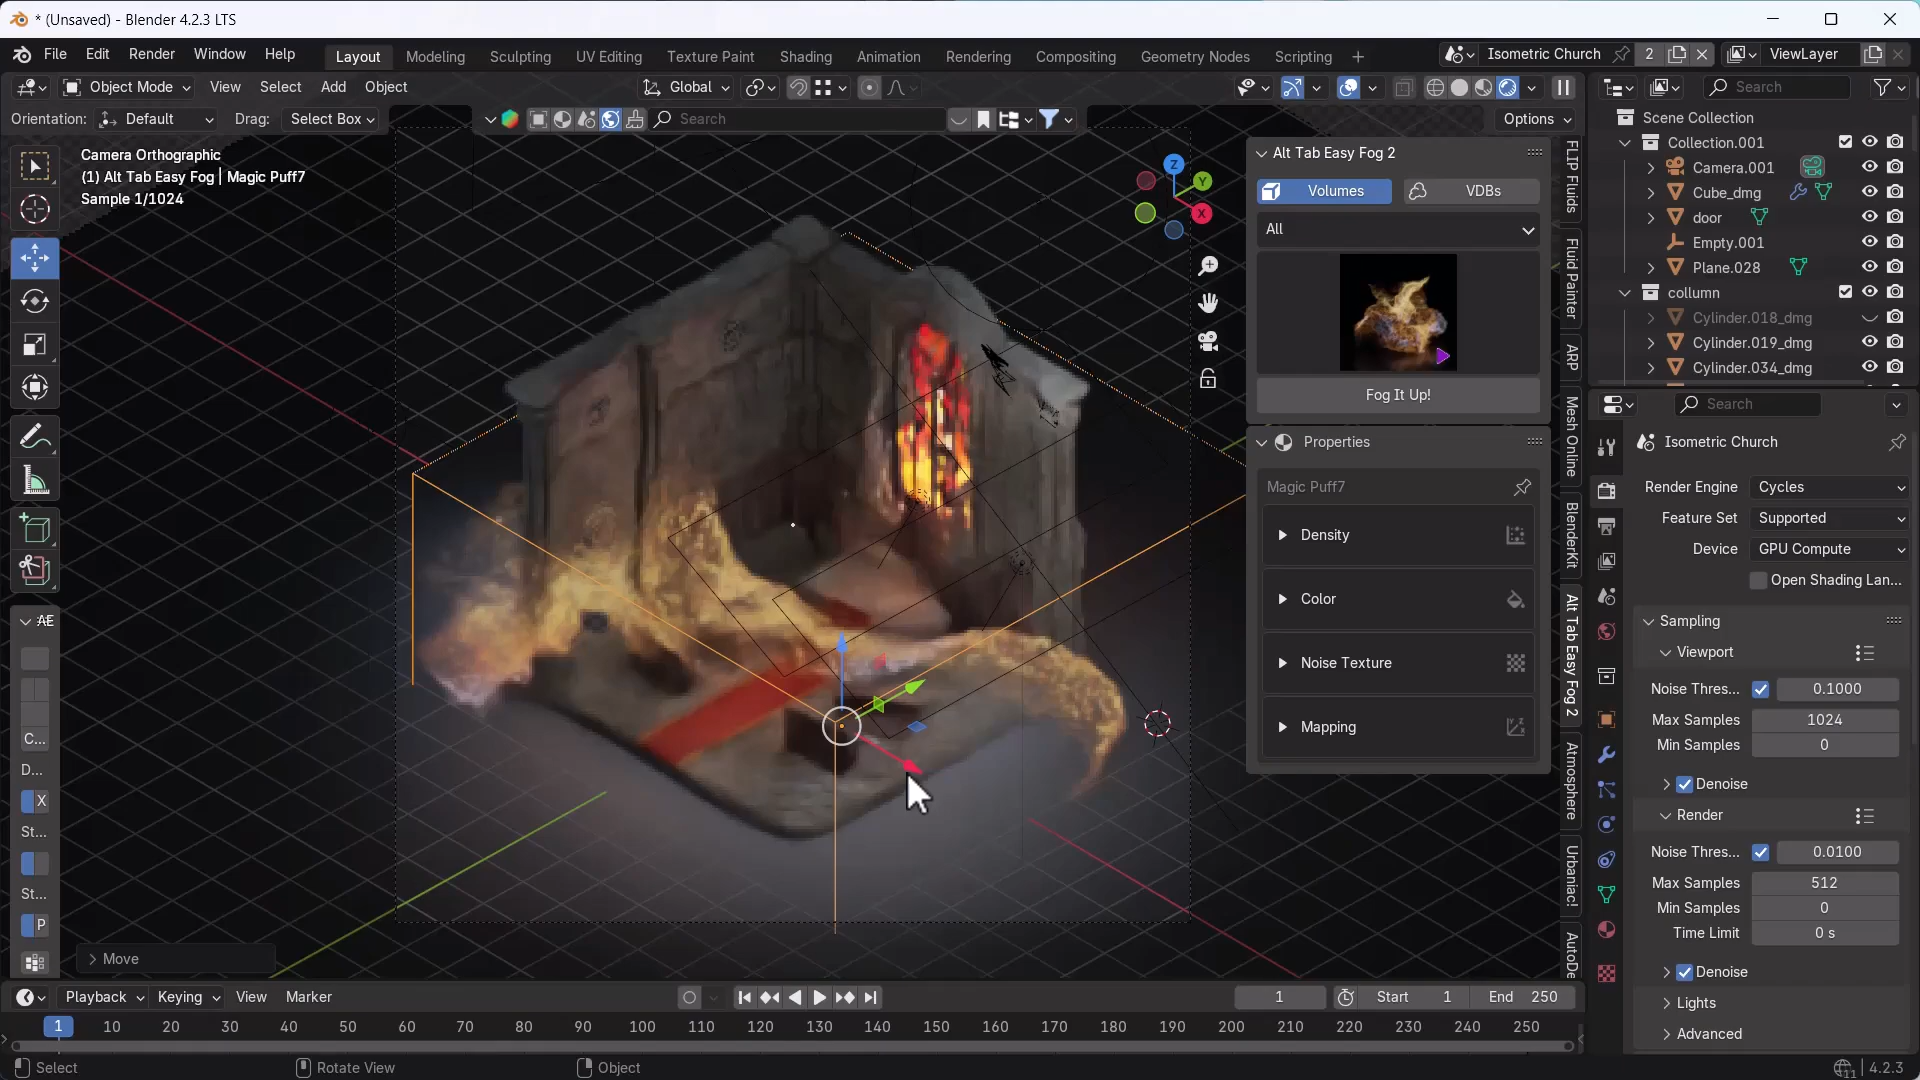 * (Unsaved) - Blender 4.2.3 LTS
File Edit Render Window Help
Layout Modeling Sculpting UV Editing Texture Paint Shading Animation Rendering Compositing Geometry Nodes Scripting +
Isometric Church 2 ViewLayer
Object Mode View Select Add Object Global
Search
Orientation: Default Drag: Select Box Search Options
Camera Orthographic
(1) Alt Tab Easy Fog | Magic Puff7
Sample 1/1024
Z
Y
X
Alt Tab Easy Fog 2
Volumes VDBs
All
Fog It Up!
Properties
Magic Puff7
Density
Color
Noise Texture
Mapping
FLIP Fluids
Fluid Painter
ARP
Mesh Online
BlenderKit
Alt Tab Easy Fog 2
Atmosphere
Urbaniac!
AutoDe
AE
C...
D...
X
St...
St...
P
Move
Scene Collection
Collection.001
Camera.001
Cube_dmg
door
Empty.001
Plane.028
collumn
Cylinder.018_dmg
Cylinder.019_dmg
Cylinder.034_dmg
Search
Isometric Church
Render Engine Cycles
Feature Set Supported
Device GPU Compute
Open Shading Lan...
Sampling
Viewport
Noise Thres... 0.1000
Max Samples 1024
Min Samples 0
Denoise
Render
Noise Thres... 0.0100
Max Samples 512
Min Samples 0
Time Limit 0 s
Denoise
Lights
Advanced
Playback Keying View Marker 1 Start 1 End 250
1 10 20 30 40 50 60 70 80 90 100 110 120 130 140 150 160 170 180 190 200 210 220 230 240 250
Select Rotate View Object 11 4.2.3